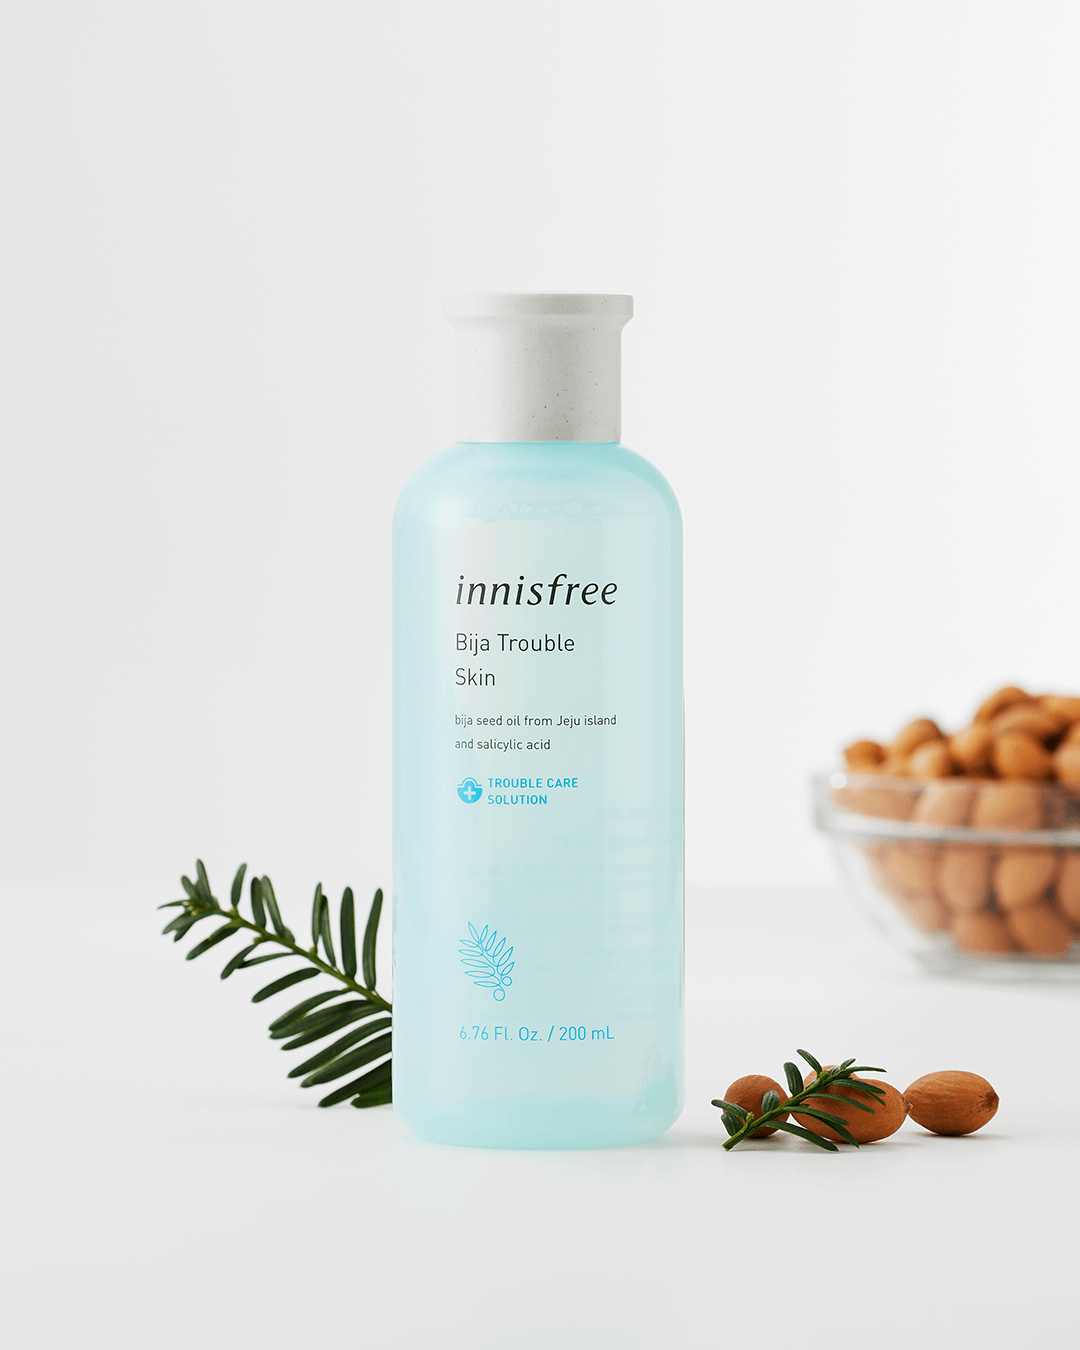 innisfree
Bija Trouble
Skin
bija seed oil from Jeju island
and salicylic acid
TROUBLE CARE
SOLUTION
6.76 Fl. Oz. / 200 mL